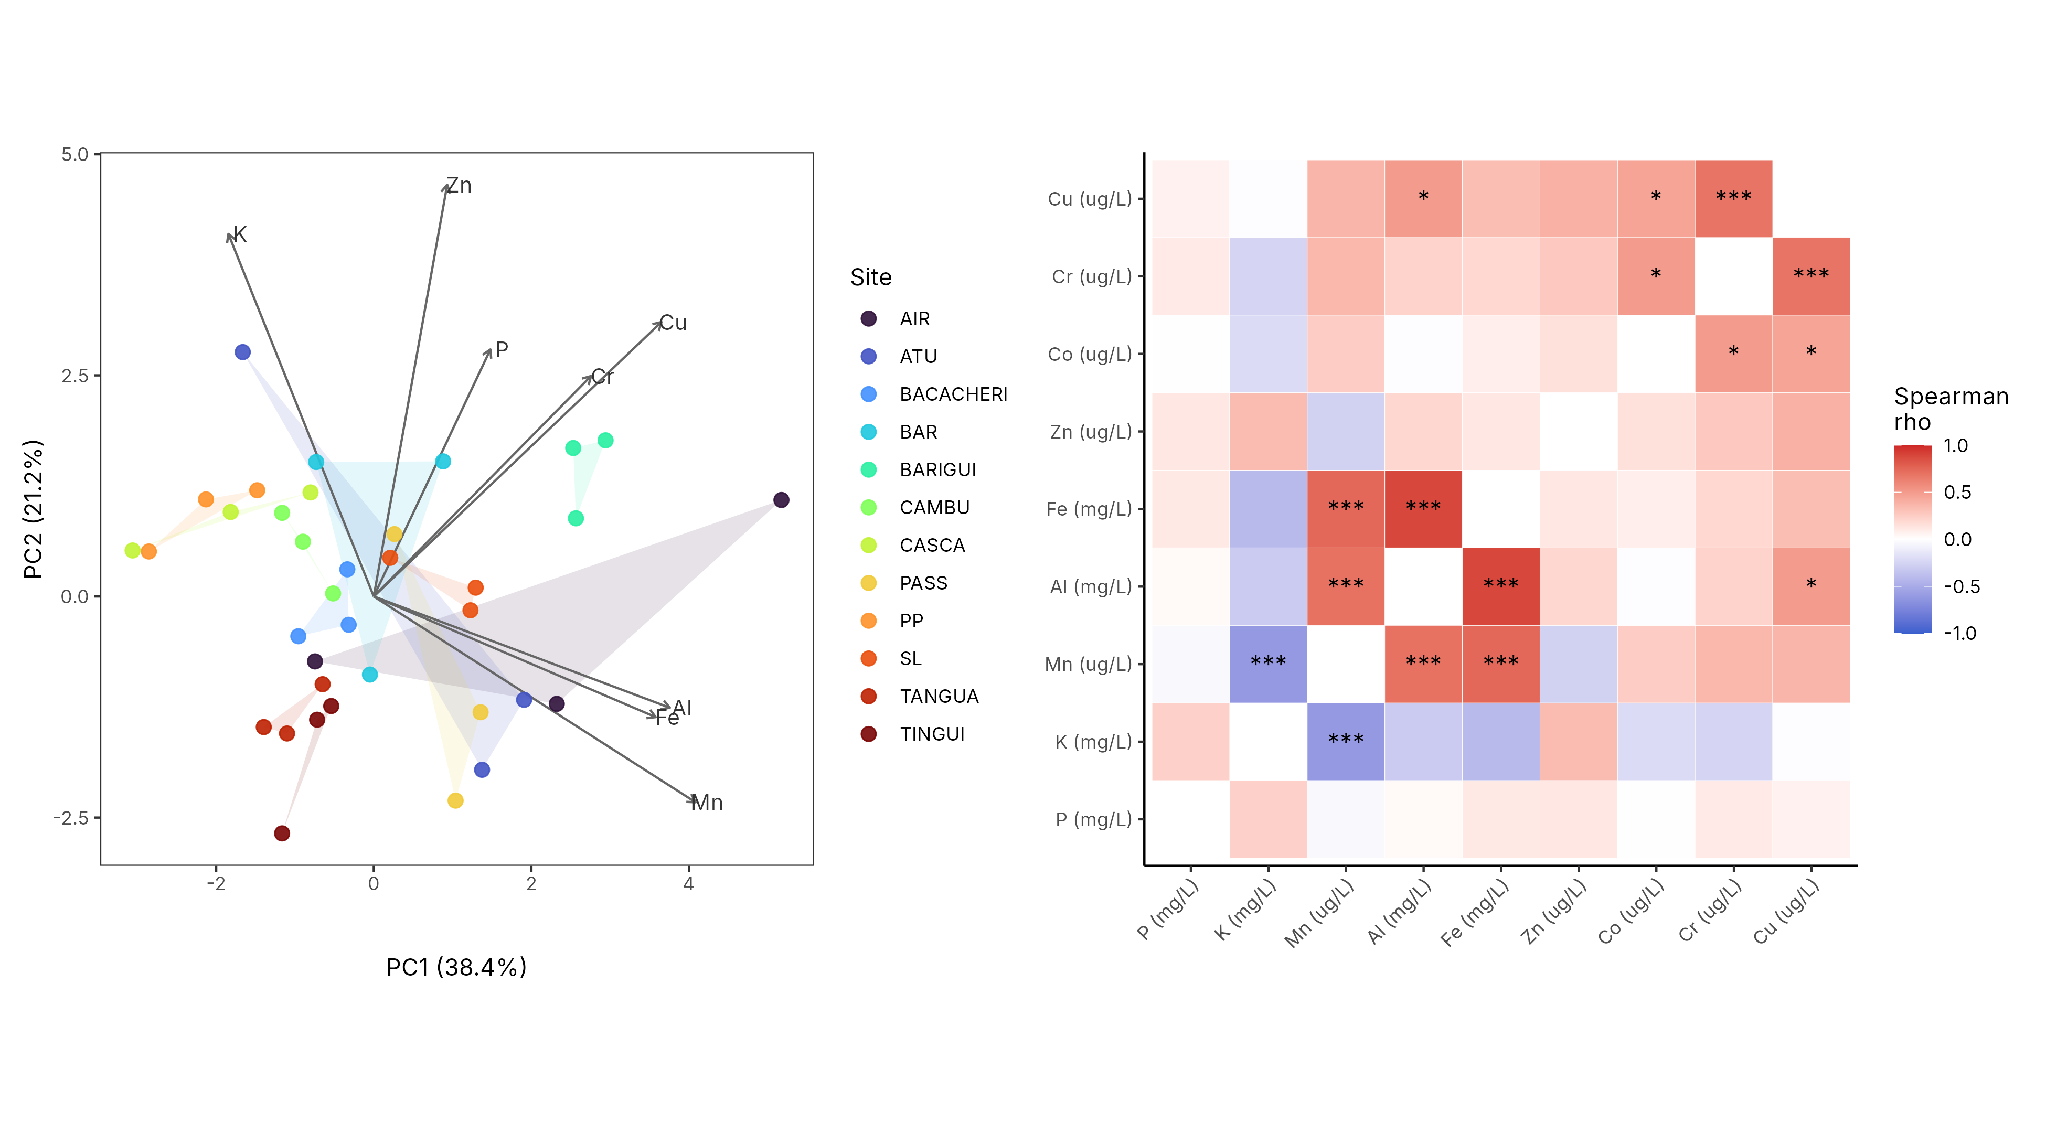 5.0
2.5
0.0
-2.5
PC2 (21.2%)
-2
0
2
4
PC1 (38.4%)
K
Zn
Cu
P
Cr
Al
Fe
Mn
Site
AIR
ATU
BACACHERI
BAR
BARIGUI
CAMBU
CASCA
PASS
PP
SL
TANGUA
TINGUI
Cu (ug/L)
Cr (ug/L)
Co (ug/L)
Zn (ug/L)
Fe (mg/L)
Al (mg/L)
Mn (ug/L)
K (mg/L)
P (mg/L)
* * ***
* ***
* *
*** ***
*** *** *
*** *** ***
***
P (mg/L)
K (mg/L)
Mn (ug/L)
Al (mg/L)
Fe (mg/L)
Zn (ug/L)
Co (ug/L)
Cr (ug/L)
Cu (ug/L)
Spearman
rho
1.0
0.5
0.0
-0.5
-1.0